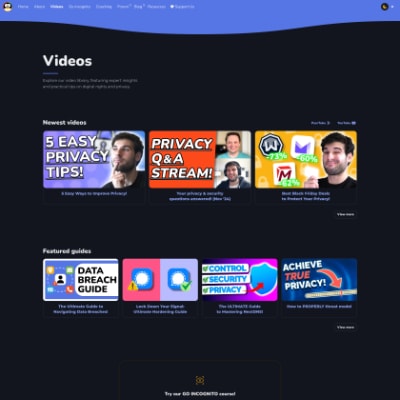 Home About Videos Go Incognito Coaching Forum Blog Resources Support Us
Videos
Explore our video library, featuring expert insights
and practical tips on digital rights and privacy.
Newest videos
PeerTube
YouTube
5 EASY
PRIVACY
TIPS!
PRIVACY
Q&A
STREAM!
-73%
-60%
-62%
5 Easy Ways to Improve Privacy!
Your privacy & security
questions answered! (Nov '24)
Best Black Friday Deals
to Protect Your Privacy!
View more
Featured guides
DATA
BREACH
GUIDE
CONTROL
SECURITY
PRIVACY
ACHIEVE
TRUE
PRIVACY!
The Ultimate Guide to
Navigating Data Breaches!
Lock Down Your Signal:
Ultimate Hardening Guide
The ULTIMATE Guide
to Mastering NextDNS!
How to PROPERLY threat model
View more
Try our GO INCOGNITO course!